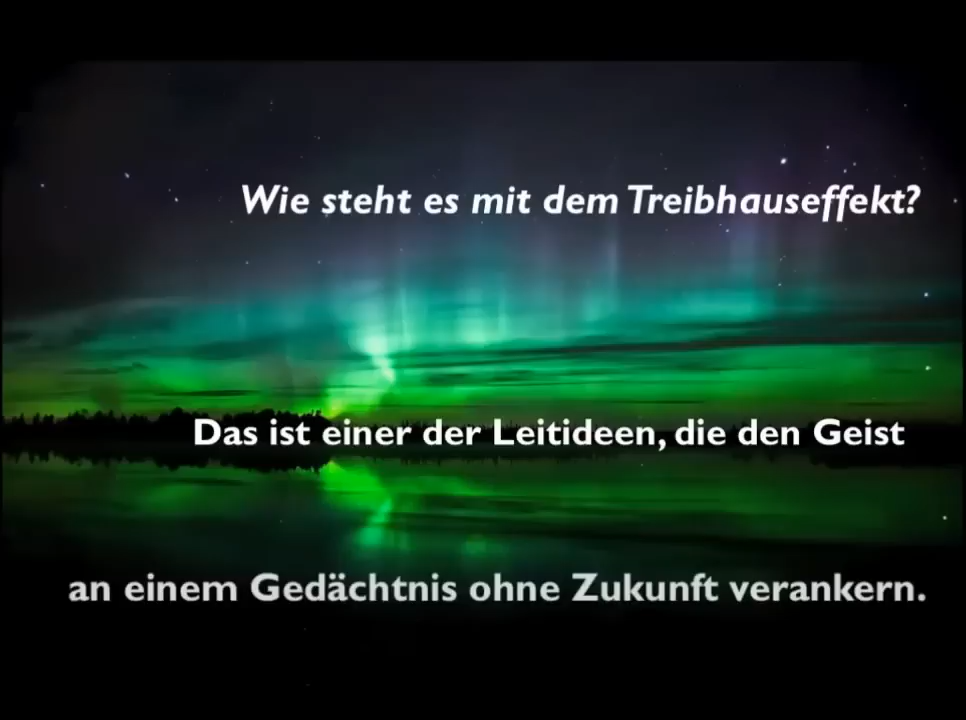 Wie steht es mit dem Treibhauseffekt?
Das ist einer der Leitideen, die den Geist
an einem Gedächtnis ohne Zukunft verankern.